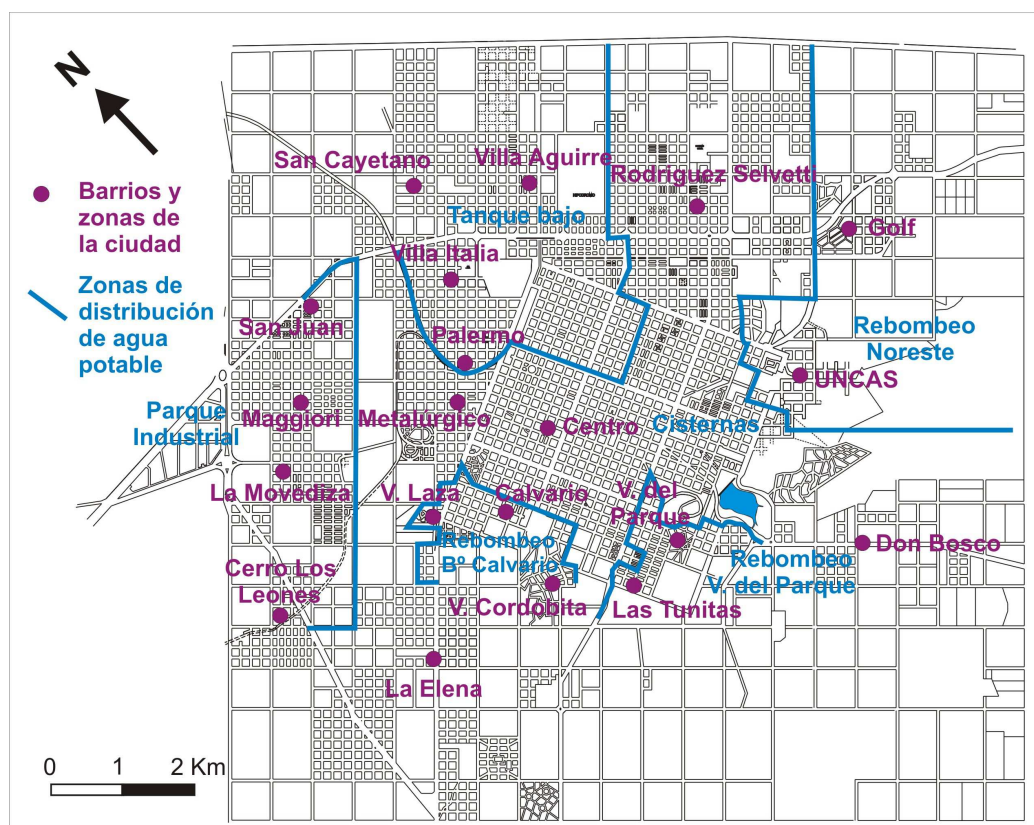 N
Barrios y
zonas de
la ciudad
Zonas de
distribución
de agua
potable
San Cayetano
Villa Aguirre
Rodriguez Selvetti
Tanque bajo
Golf
Villa Italia
San Juan
Palermo
Rebombeo
Noreste
UNCAS
Parque
Industrial
Maggiori
Metalúrgico
Centro
Cisternas
La Movediza
V. Laza
Calvario
V. del
Parque
Rebombeo
Bº Calvario
Don Bosco
Rebombeo
V. del Parque
Cerro Los
Leones
V. Cordobita
Las Tunitas
La Elena
0 1 2 Km